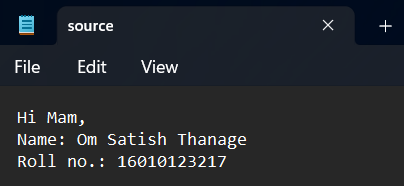 source
File Edit View
Hi Mam,
Name: Om Satish Thanage
Roll no.: 16010123217